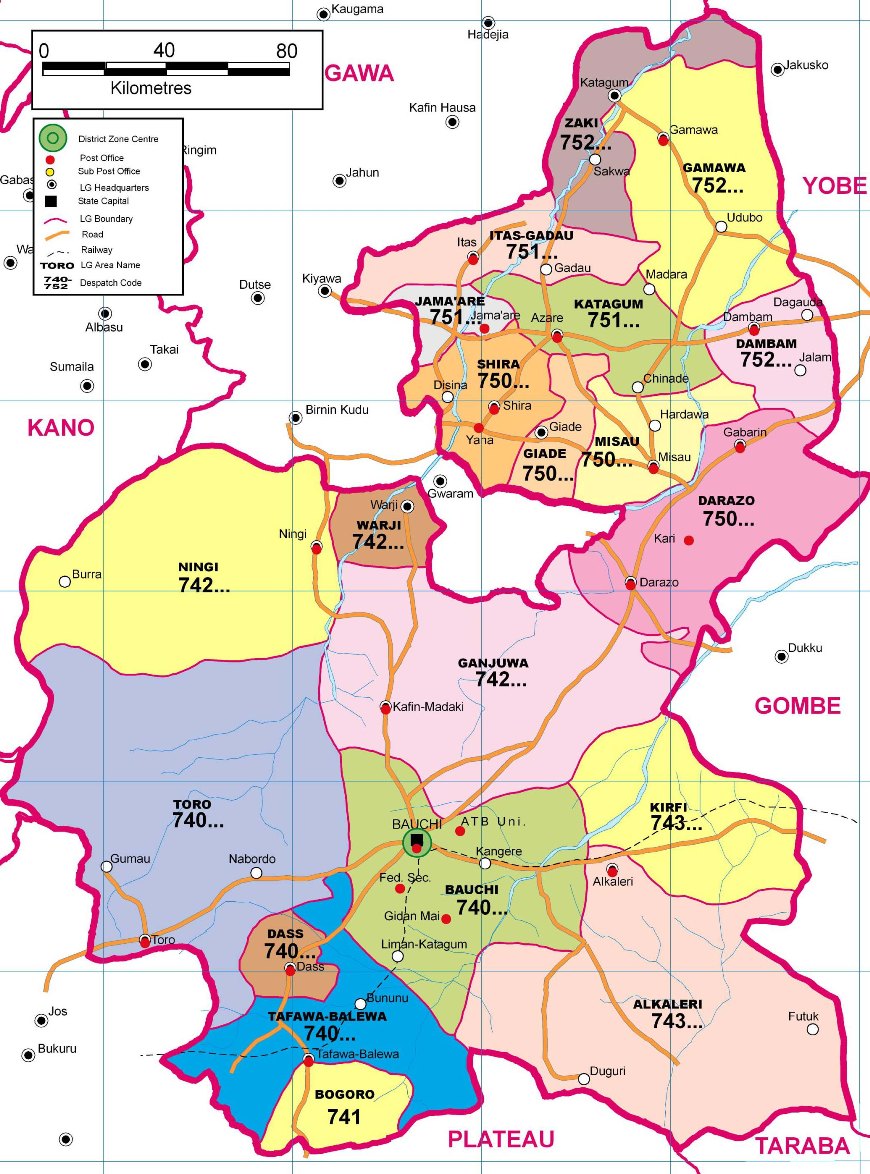 Kaugama
Hadejia
0 40 80
Kilometres
JIGAWA
Jakusko
Katagum
Kafin Hausa
ZAKI
752...
Gamawa
District Zone Centre
Post Office
Sub Post Office
LG Headquarters
State Capital
LG Boundary
Road
Railway
TORO LG Area Name
740-
752 Despatch Code
Ringim
Sakwa
GAMAWA
752...
Jahun
YOBE
Udubo
ITAS-GADAU
751...
Itas
Gadau
Kiyawa
Dutse
Madara
JAMA'ARE
751...
Jama'are
Azare
KATAGUM
751...
Dagauda
Dambam
DAMBAM
752...
Albasu
Takai
Sumaila
SHIRA
750...
Jalam
Disina
Chinade
Shira
Birnin Kudu
KANO
Hardawa
Yana
Giade
GIADE
750...
MISAU
750...
Misau
Gabarin
Gwaram
DARAZO
750...
Warji
WARJI
742...
Ningi
Kari
NINGI
742...
Burra
Darazo
GANJUWA
742...
Dukku
Kafin-Madaki
GOMBE
TORO
740...
KIRFI
743...
BAUCHI
ATB Uni.
Gumau
Nabordo
Kangere
Fed. Sec.
Alkaleri
BAUCHI
740...
Gidan Mai
Toro
DASS
740...
Liman-Katagum
Dass
Bununu
ALKALERI
743...
Jos
TAFAWA-BALEWA
740...
Futuk
Bukuru
Tafawa-Balewa
Duguri
BOGORO
741
PLATEAU
TARABA